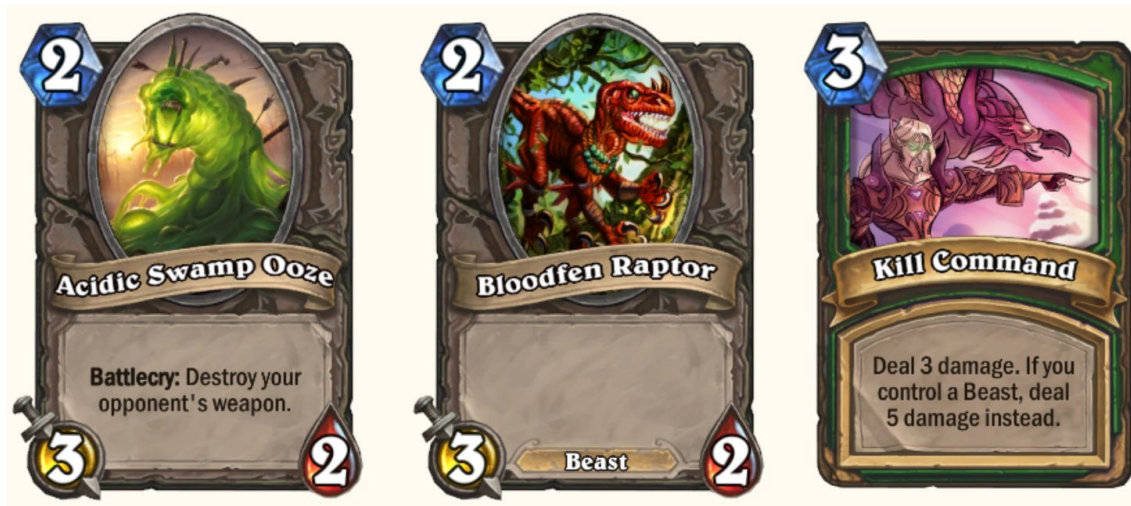 2
Acidic Swamp Ooze
Battlecry: Destroy your
opponent's weapon.
3
2
2
Bloodfen Raptor
3
Beast
2
3
Kill Command
Deal 3 damage. If you
control a Beast, deal
5 damage instead.